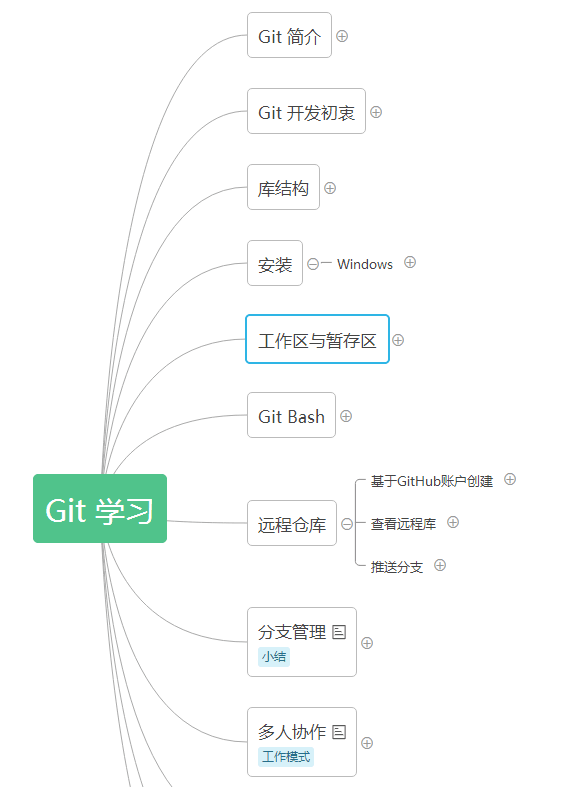 Git 简介
Git 开发初衷
库结构
安装
Windows
工作区与暂存区
Git Bash
Git 学习
远程仓库
基于GitHub账户创建
查看远程库
推送分支
分支管理
小结
多人协作
工作模式